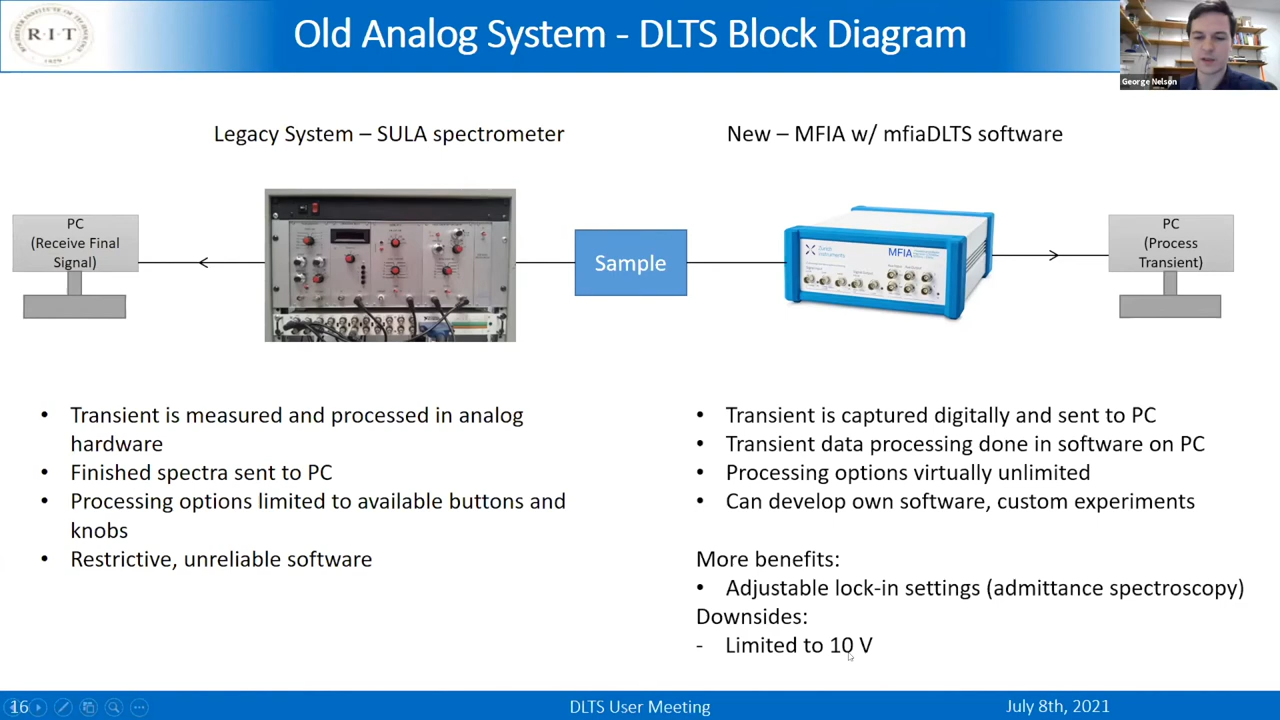 R·I·T
Old Analog System - DLTS Block Diagram
George Nelson
Legacy System – SULA spectrometer
New – MFIA w/ mfiaDLTS software
PC
(Receive Final
Signal)
Sample
Zurich
Instruments
MFIA
PC
(Process
Transient)
• Transient is measured and processed in analog
hardware
• Finished spectra sent to PC
• Processing options limited to available buttons and
knobs
• Restrictive, unreliable software
• Transient is captured digitally and sent to PC
• Transient data processing done in software on PC
• Processing options virtually unlimited
• Can develop own software, custom experiments
More benefits:
• Adjustable lock-in settings (admittance spectroscopy)
Downsides:
- Limited to 10 V
16
DLTS User Meeting
July 8th, 2021